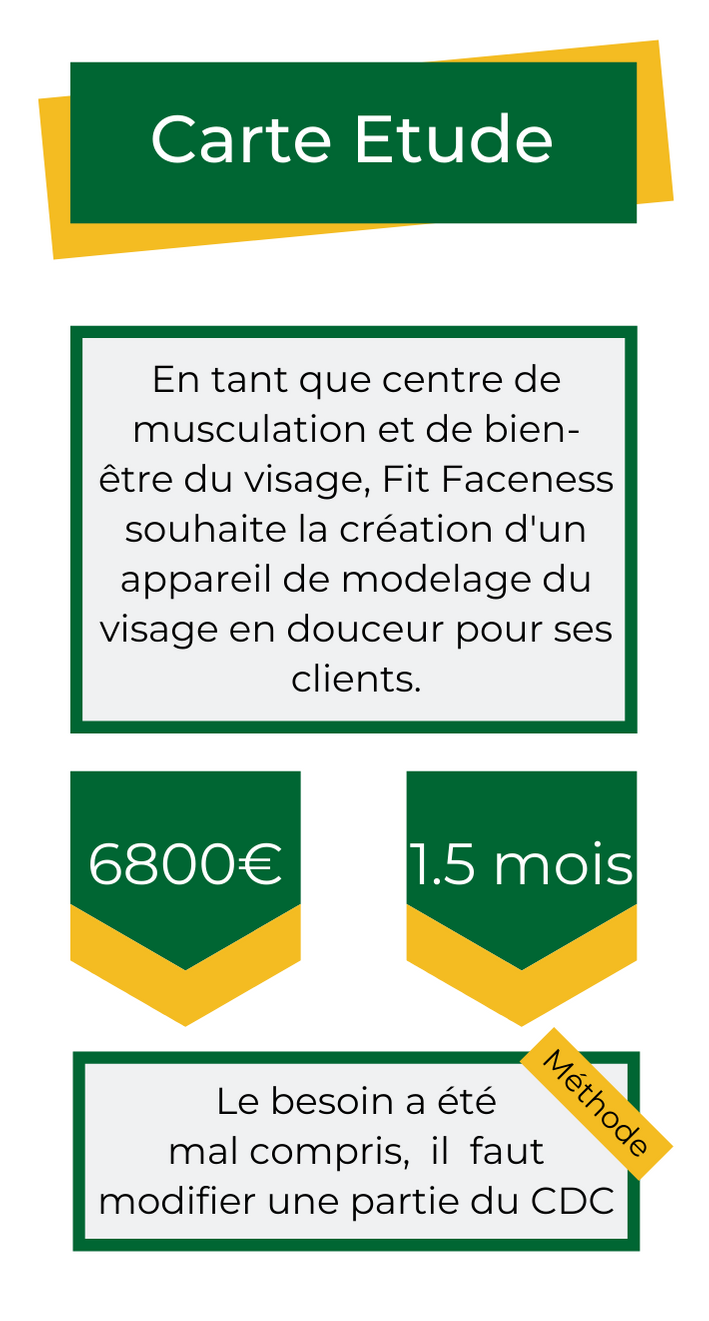 Carte Etude
En tant que centre de
musculation et de bien-
être du visage, Fit Faceness
souhaite la création d'un
appareil de modelage du
visage en douceur pour ses
clients.
6800€
1.5 mois
Méthode
Le besoin a été
mal compris, il faut
modifier une partie du CDC